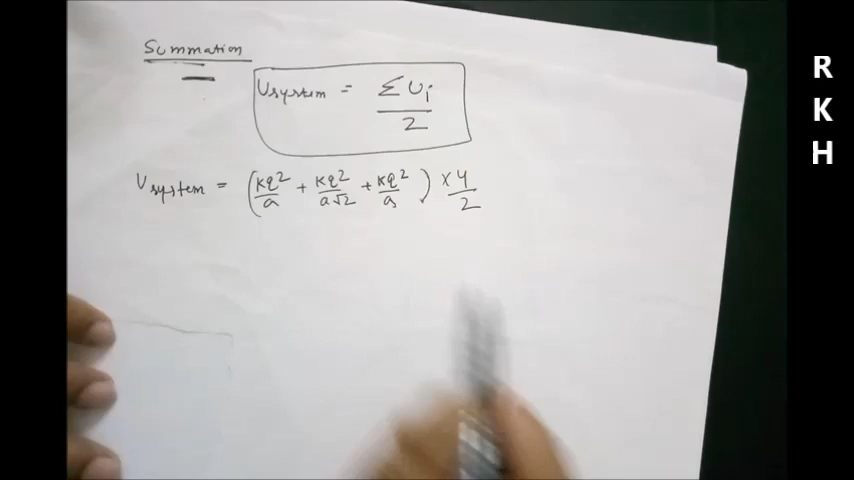 Summation
Usystem = ΣUi/2
Usystem = (Kq²/a + Kq²/a√2 + Kq²/a) × 4/2
R
K
H